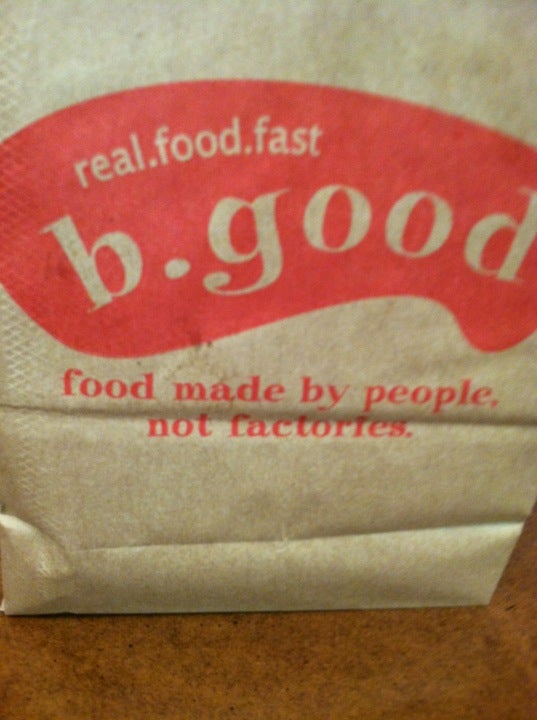 real.food.fast
b.good
food made by people,
not factories.